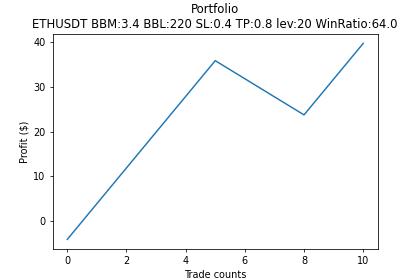 Portfolio
ETHUSDT BBM:3.4 BBL:220 SL:0.4 TP:0.8 lev:20 WinRatio:64.0
40
30
20
10
0
Profit ($)
0 2 4 6 8 10
Trade counts